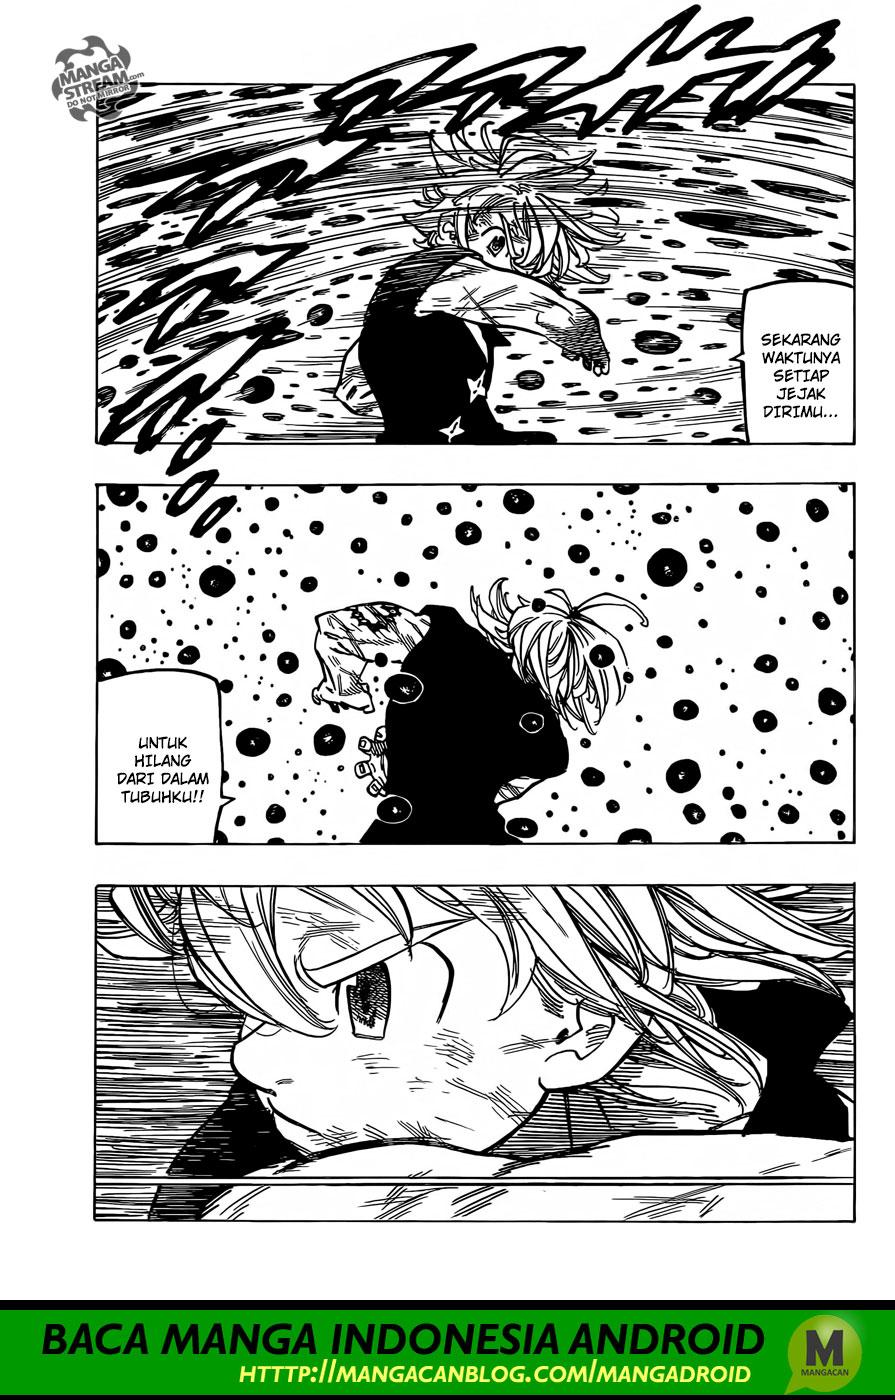 MANGA
STREAM.com
DO NOT MIRROR
SEKARANG
WAKTUNYA
SETIAP
JEJAK
DIRIMU...
UNTUK
HILANG
DARI DALAM
TUBUHKU!!
BACA MANGA INDONESIA ANDROID
HTTTP://MANGACANBLOG.COM/MANGADROID
M
MANGACAN